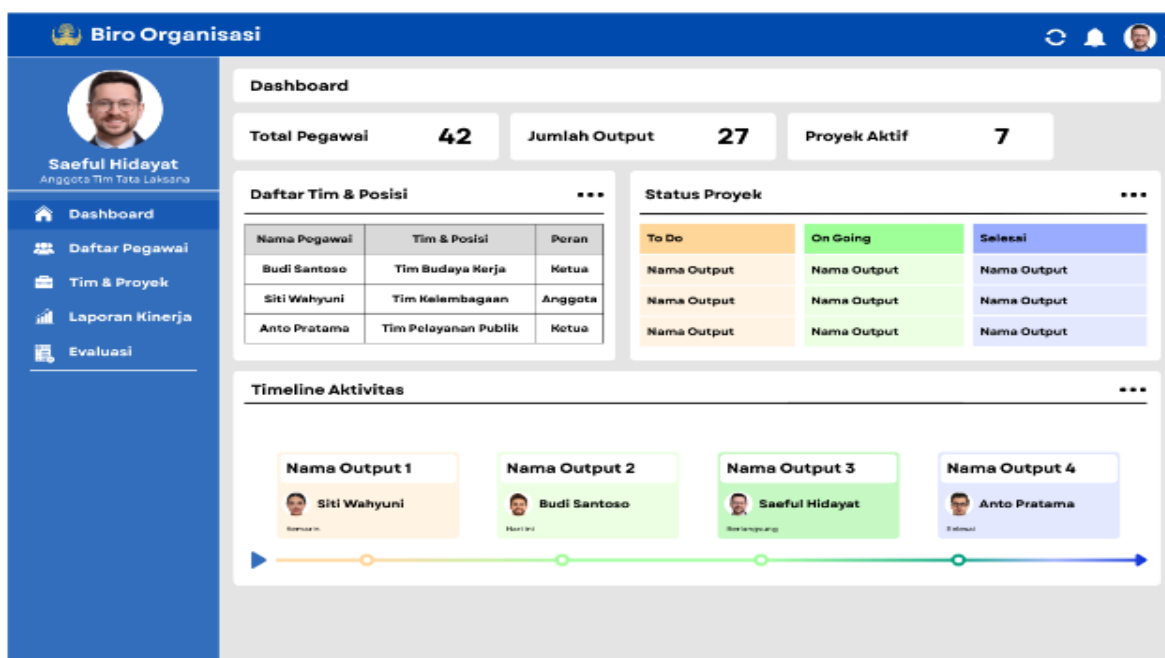 Biro Organisasi
Saeful Hidayat
Anggota Tim Tata Laksana
Dashboard
Daftar Pegawai
Tim & Proyek
Laporan Kinerja
Evaluasi
Dashboard
Total Pegawai 42
Jumlah Output 27
Proyek Aktif 7
Daftar Tim & Posisi
Nama Pegawai Tim & Posisi Peran
Budi Santoso Tim Budaya Kerja Ketua
Siti Wahyuni Tim Kelembagaan Anggota
Anto Pratama Tim Pelayanan Publik Ketua
Status Proyek
To Do On Going Selesai
Nama Output Nama Output Nama Output
Nama Output Nama Output Nama Output
Nama Output Nama Output Nama Output
Timeline Aktivitas
Nama Output 1
Siti Wahyuni
Kemarin
Nama Output 2
Budi Santoso
Hari ini
Nama Output 3
Saeful Hidayat
Berlangsung
Nama Output 4
Anto Pratama
Selesai